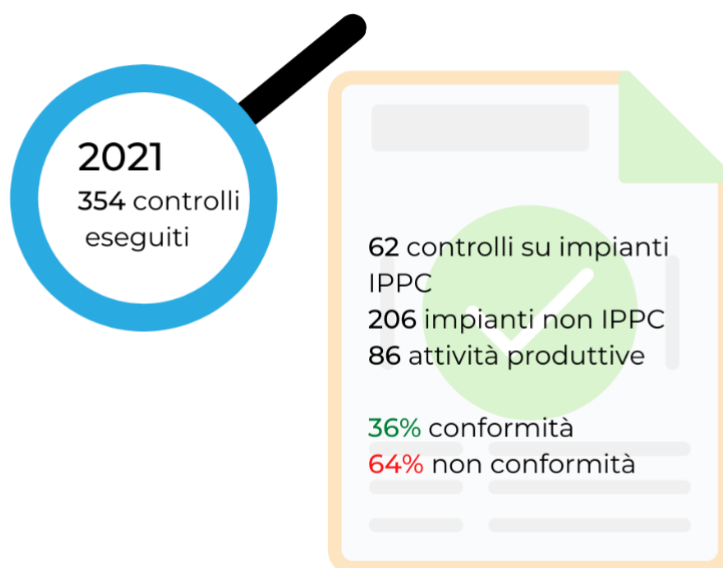 2021
354 controlli
eseguiti
62 controlli su impianti
IPPC
206 impianti non IPPC
86 attività produttive
36% conformità
64% non conformità